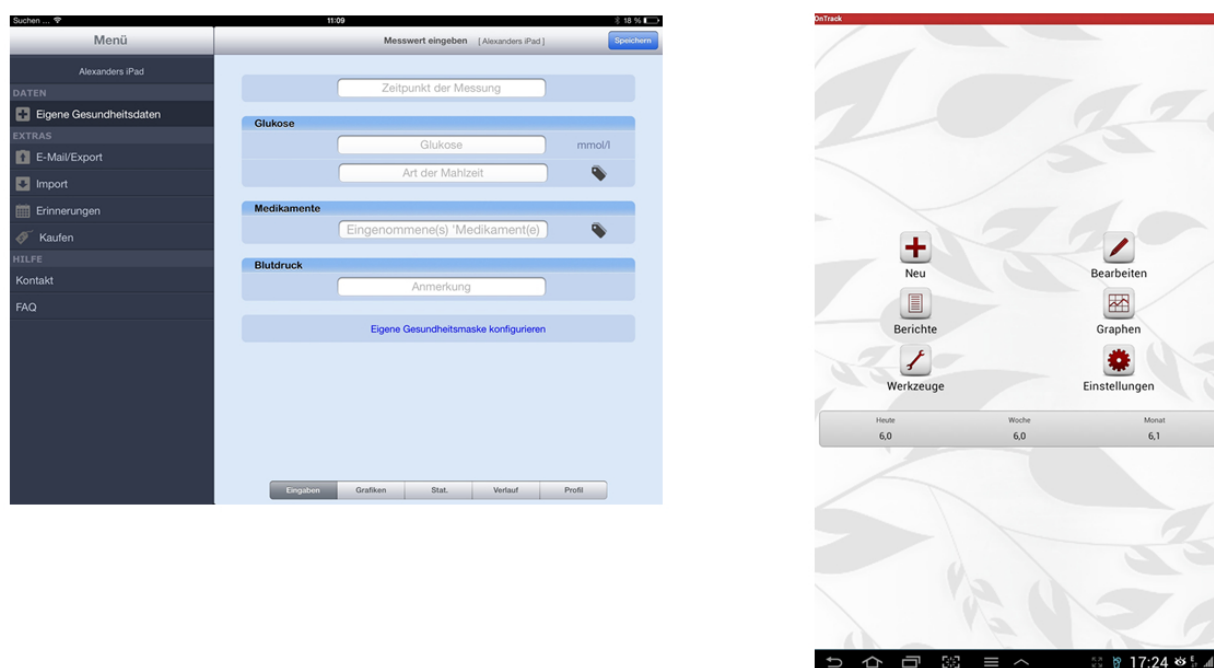 Suchen ... 11:09 18 %
Menü
Alexanders iPad
DATEN
Eigene Gesundheitsdaten
EXTRAS
E-Mail/Export
Import
Erinnerungen
Kaufen
HILFE
Kontakt
FAQ
Messwert eingeben [ Alexanders iPad ] Speichern
Zeitpunkt der Messung
Glukose
Glukose mmol/l
Art der Mahlzeit
Medikamente
Eingenommene(s) 'Medikament(e)
Blutdruck
Anmerkung
Eigene Gesundheitsmaske konfigurieren
Eingaben Grafiken Stat. Verlauf Profil
OnTrack
Neu Bearbeiten
Berichte Graphen
Werkzeuge Einstellungen
Heute Woche Monat
6,0 6,0 6,1
17:24